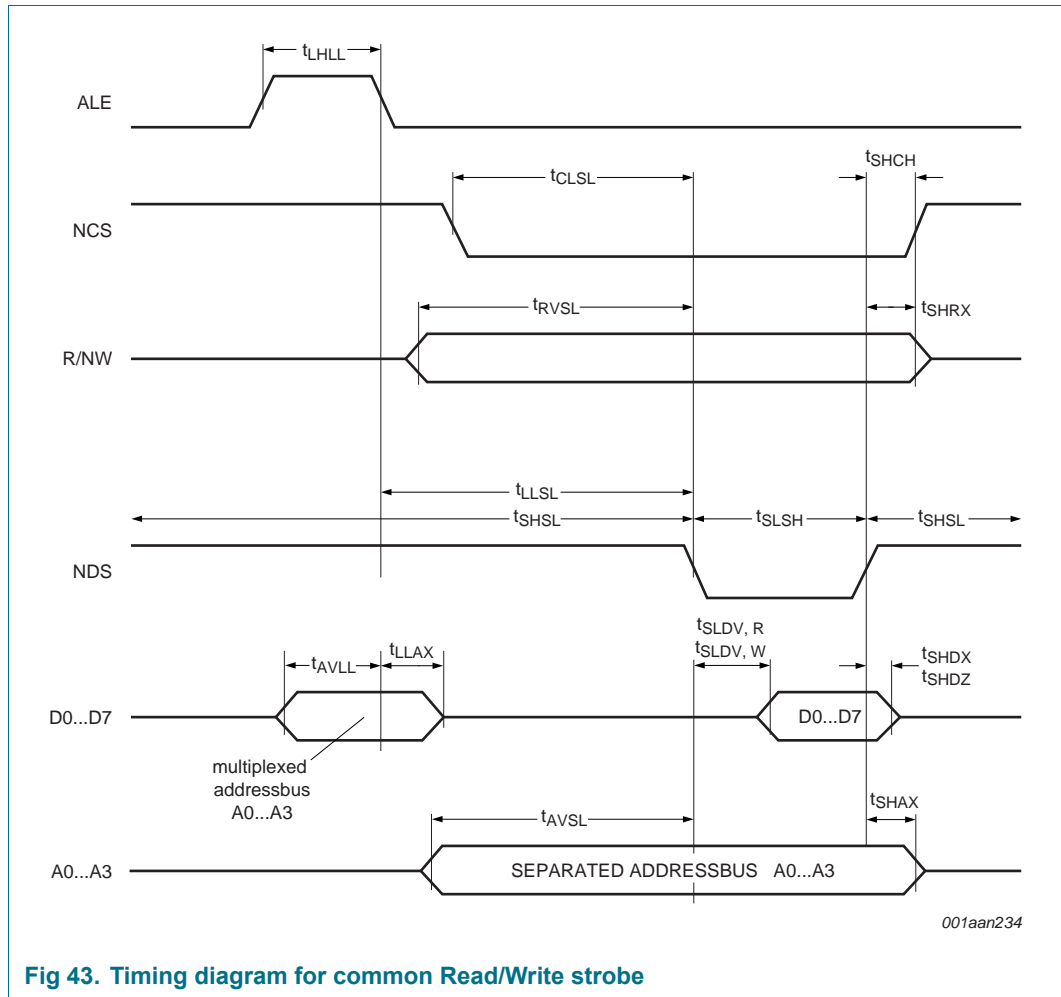 tLHLL
ALE
tSHCH
tCLSL
NCS
tRVSL
tSHRX
R/NW
tLLSL
tSHSL tSLSH tSHSL
NDS
tSLDV, R
tSLDV, W
tAVLL tLLAX
tSHDX
tSHDZ
D0...D7 D0...D7
multiplexed
addressbus
A0...A3
tSHAX
tAVSL
A0...A3 SEPARATED ADDRESSBUS A0...A3
001aan234
Fig 43. Timing diagram for common Read/Write strobe